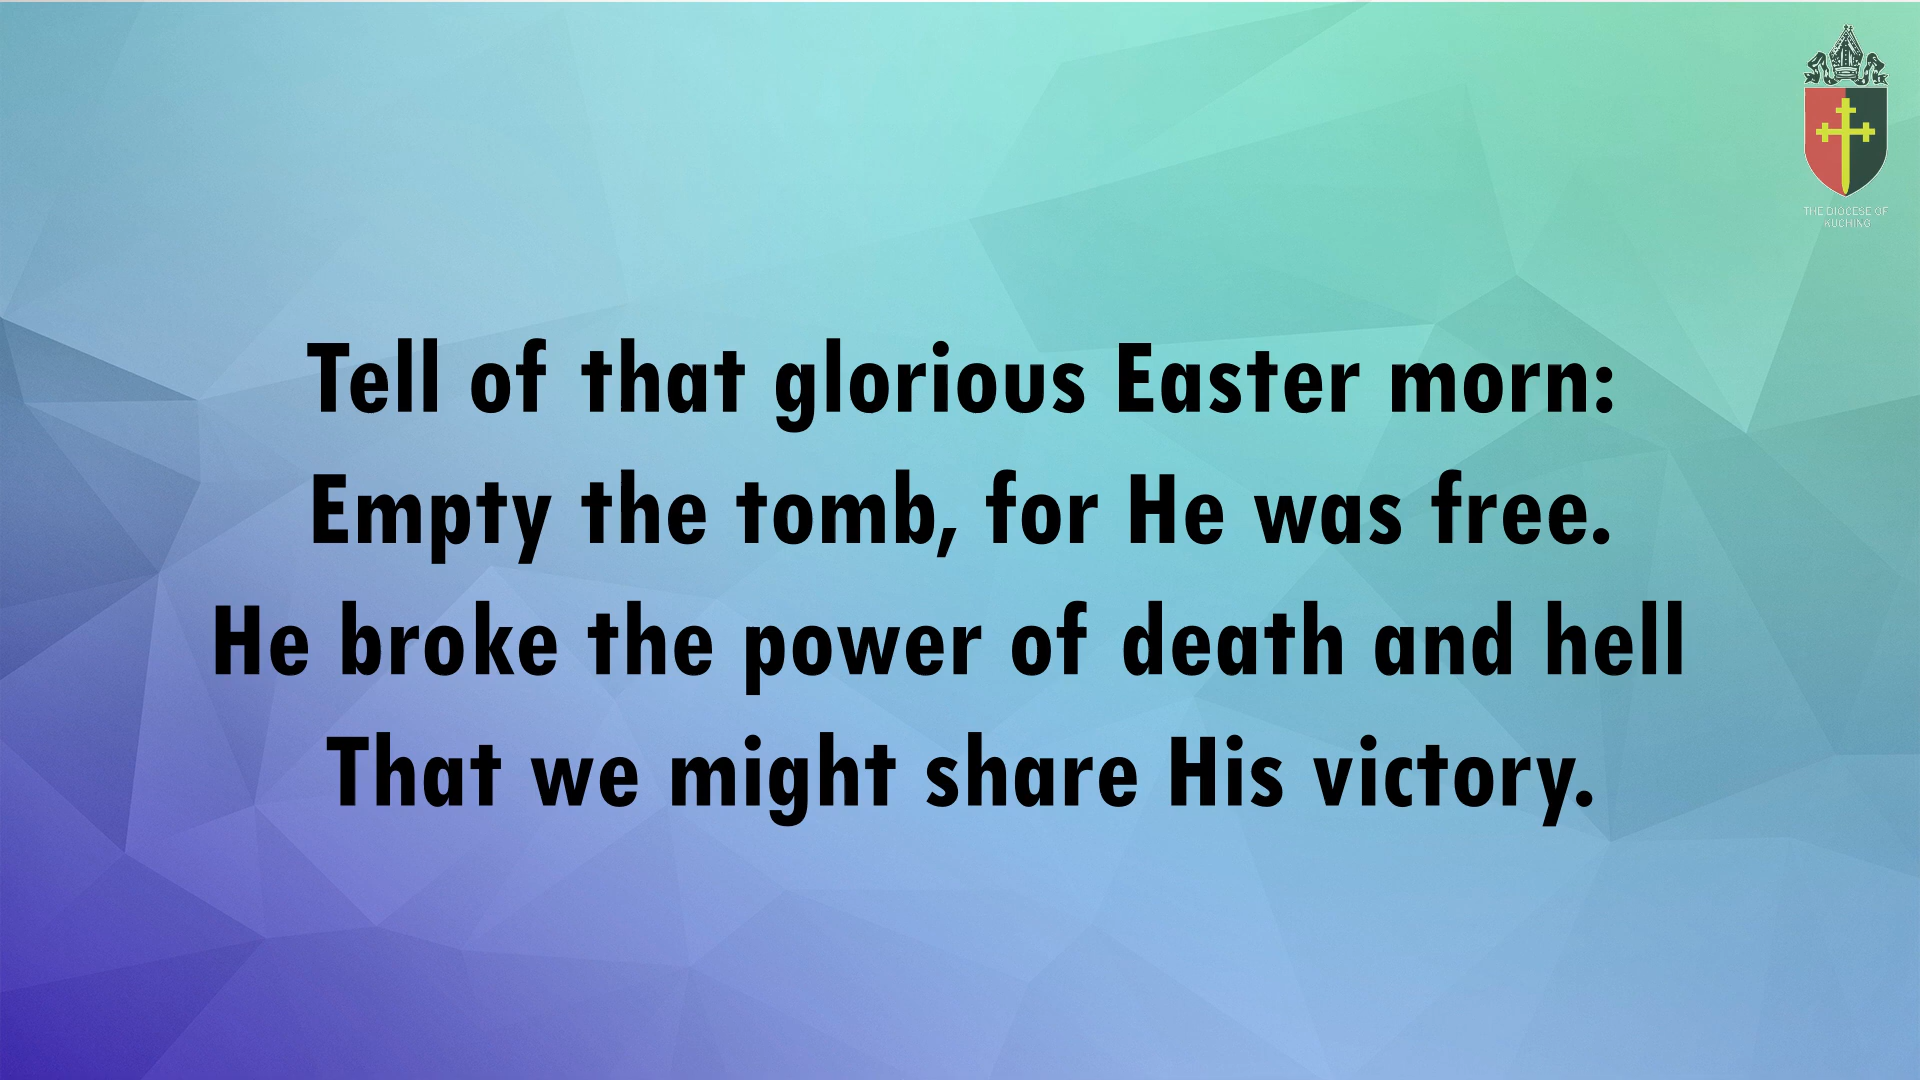 THE DIOCESE OF
KUCHING
Tell of that glorious Easter morn:
Empty the tomb, for He was free.
He broke the power of death and hell
That we might share His victory.